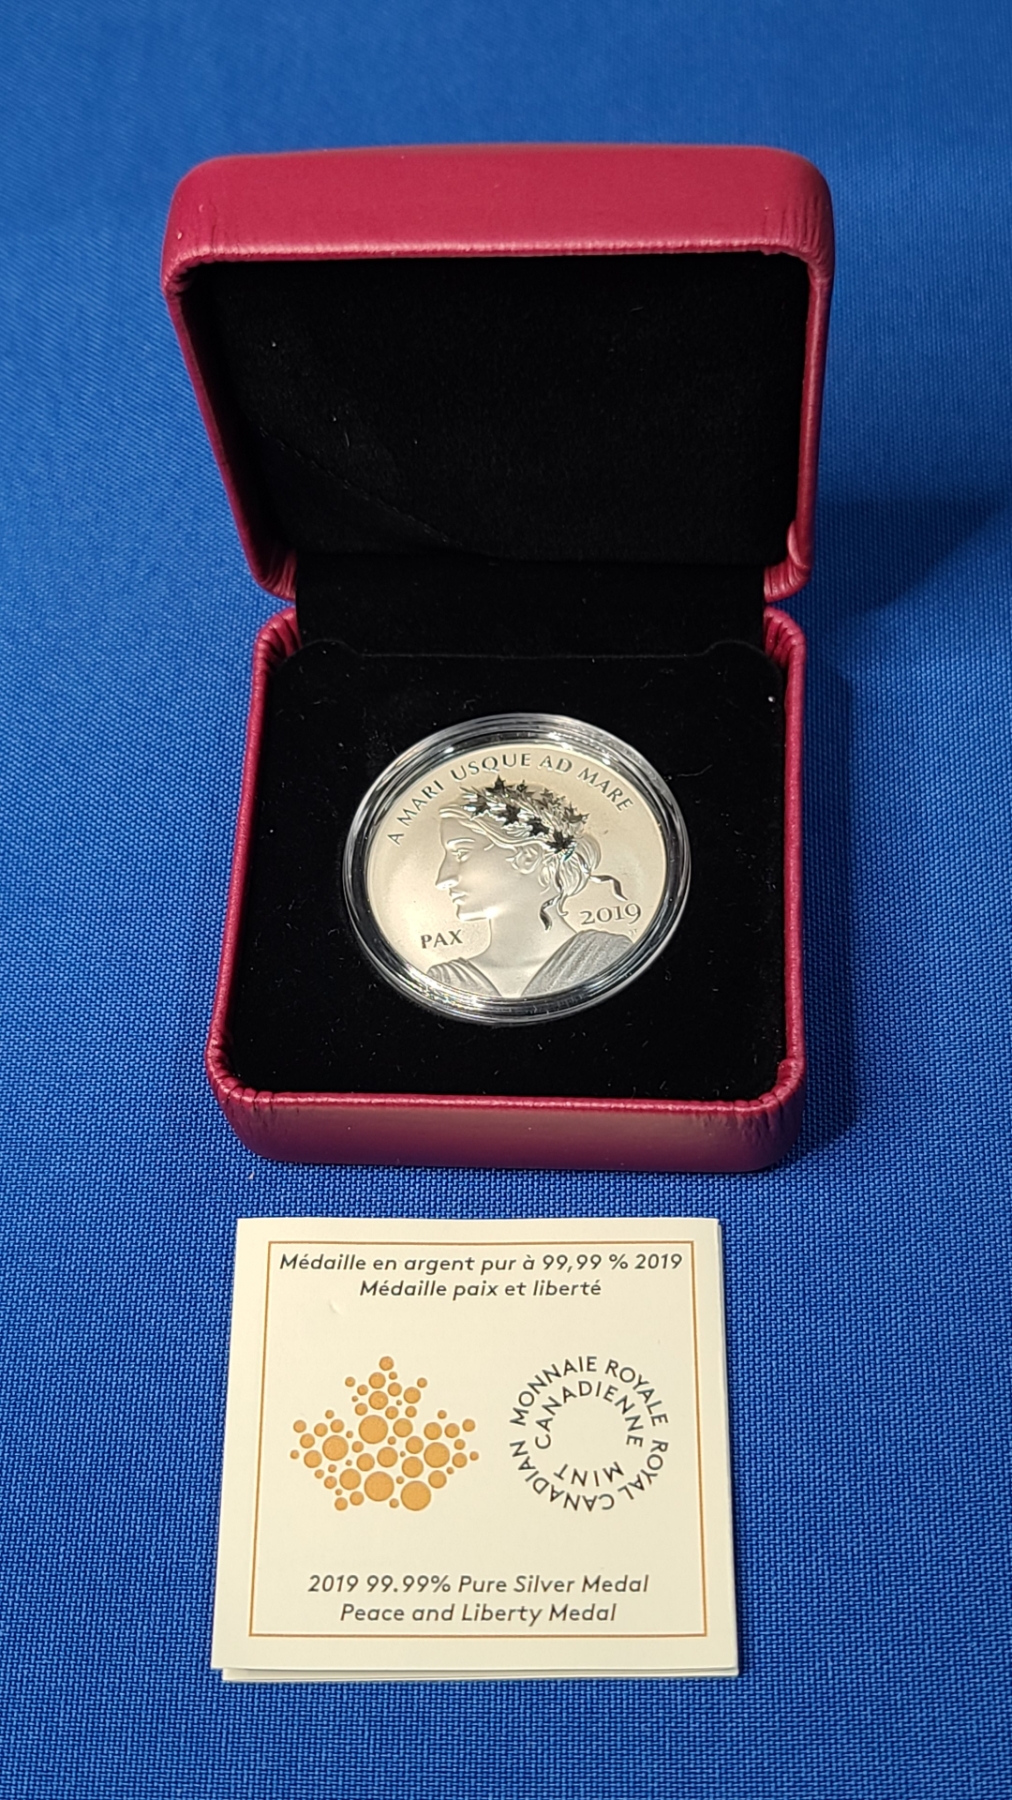 A MARI USQUE AD MARE
PAX
2019
Médaille en argent pur à 99,99 % 2019
Médaille paix et liberté
MONNAIE ROYALE
CANADIENNE
ROYAL CANADIAN
MINT
2019 99.99% Pure Silver Medal
Peace and Liberty Medal